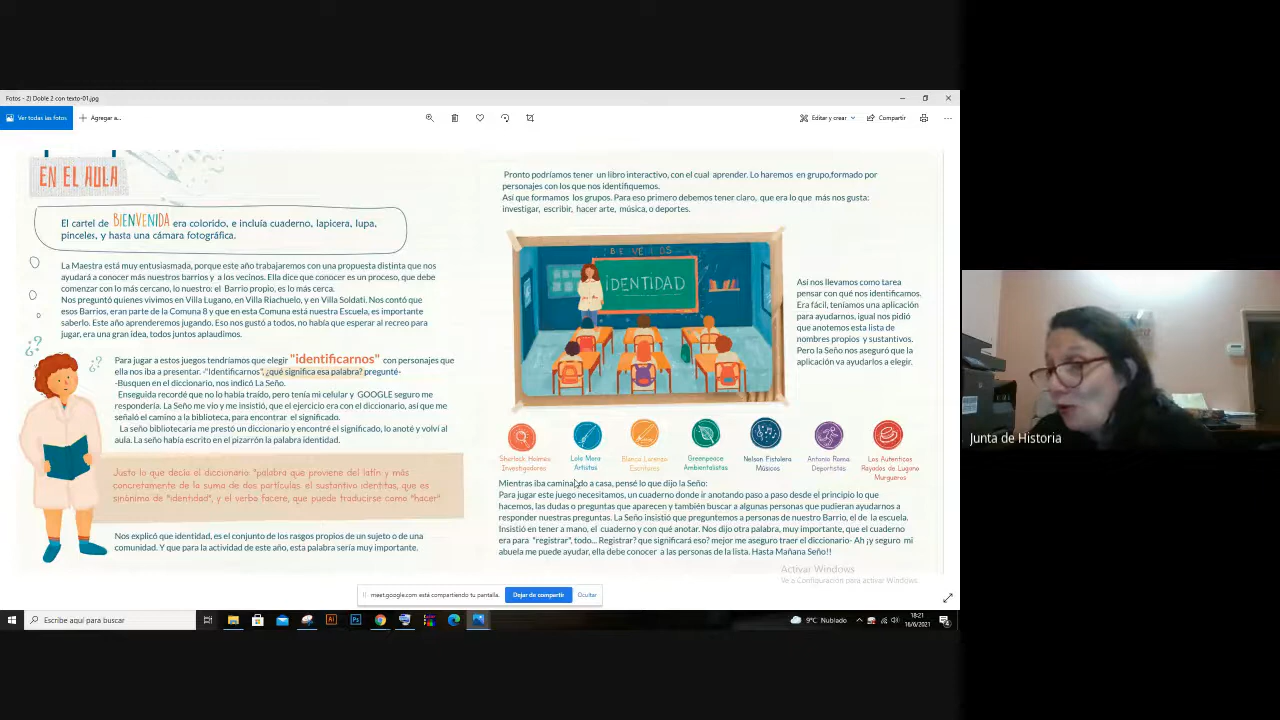 Fotos - 2) Doble 2 con texto-01.jpg
Ver todas las fotos
Agregar a...
Editar y crear
Compartir
EN EL AULA
El cartel de BIENVENIDA era colorido, e incluía cuaderno, lapicera, lupa,
pinceles, y hasta una cámara fotográfica.
La Maestra está muy entusiasmada, porque este año trabajaremos con una propuesta distinta que nos
ayudará a conocer más nuestros barrios y a los vecinos. Ella dice que conocer es un proceso, que debe
comenzar con lo más cercano, lo nuestro: el Barrio propio, es lo más cerca.
Nos preguntó quienes vivimos en Villa Lugano, en Villa Riachuelo, y en Villa Soldati. Nos contó que
esos Barrios, eran parte de la Comuna 8 y que en esta Comuna está nuestra Escuela, es importante
saberlo. Este año aprenderemos jugando. Eso nos gustó a todos, no había que esperar al recreo para
jugar, era una gran idea, todos juntos aplaudimos.
¿?
¿?
Para jugar a estos juegos tendríamos que elegir "identificarnos" con personajes que
ella nos iba a presentar. -"Identificarnos", ¿qué significa esa palabra? pregunté-
-Busquen en el diccionario, nos indicó La Seño.
Enseguida recordé que no lo había traído, pero tenía mi celular y GOOGLE seguro me
respondería. La Seño me vio y me insistió, que el ejercicio era con el diccionario, así que me
señaló el camino a la biblioteca, para encontrar el significado.
La seño bibliotecaria me prestó un diccionario y encontré el significado, lo anoté y volví al
aula. La seño había escrito en el pizarrón la palabra identidad.
Justo lo que decía el diccionario "palabra que proviene del latín y más
concretamente de la suma de dos partículas: el sustantivo identitas, que es
sinónima de "identidad", y el verbo facere, que puede traducirse como "hacer"
Nos explicó que identidad, es el conjunto de los rasgos propios de un sujeto o de una
comunidad. Y que para la actividad de este año, esta palabra sería muy importante.
Pronto podríamos tener un libro interactivo, con el cual aprender. Lo haremos en grupo,formado por
personajes con los que nos identifiquemos.
Así que formamos los grupos. Para eso primero debemos tener claro, que era lo que más nos gusta:
investigar, escribir, hacer arte, música, o deportes.
IDENTIDAD
Así nos llevamos como tarea
pensar con qué nos identificamos.
Era fácil, teníamos una aplicación
para ayudarnos, igual nos pidió
que anotemos esta lista de
nombres propios y sustantivos.
Pero la Seño nos aseguró que la
aplicación va ayudarlos a elegir.
Sherlock Holmes
Investigadores
Lola Mora
Artistas
Blanca Lorenzo
Escritores
Greenpeace
Ambientalistas
Nelson Fistolera
Músicos
Antonio Roma
Deportistas
Los Autenticos
Rayados de Lugano
Murgueros
Mientras iba caminando a casa, pensé lo que dijo la Seño:
Para jugar este juego necesitamos, un cuaderno donde ir anotando paso a paso desde el principio lo que
hacemos, las dudas o preguntas que aparecen y también buscar a algunas personas que pudieran ayudarnos a
responder nuestras preguntas. La Seño insistió que preguntemos a personas de nuestro Barrio, el de la escuela.
Insistió en tener a mano, el cuaderno y con qué anotar. Nos dijo otra palabra, muy importante, que el cuaderno
era para "registrar", todo... Registrar? que significará eso? mejor me aseguro traer el diccionario- Ah ¡y seguro mi
abuela me puede ayudar, ella debe conocer a las personas de la lista. Hasta Mañana Seño!!
Activar Windows
Ve a Configuración para activar Windows.
meet.google.com está compartiendo tu pantalla.
Dejar de compartir
Ocultar
Escribe aquí para buscar
9°C Nublado
18:21
16/6/2021
Junta de Historia